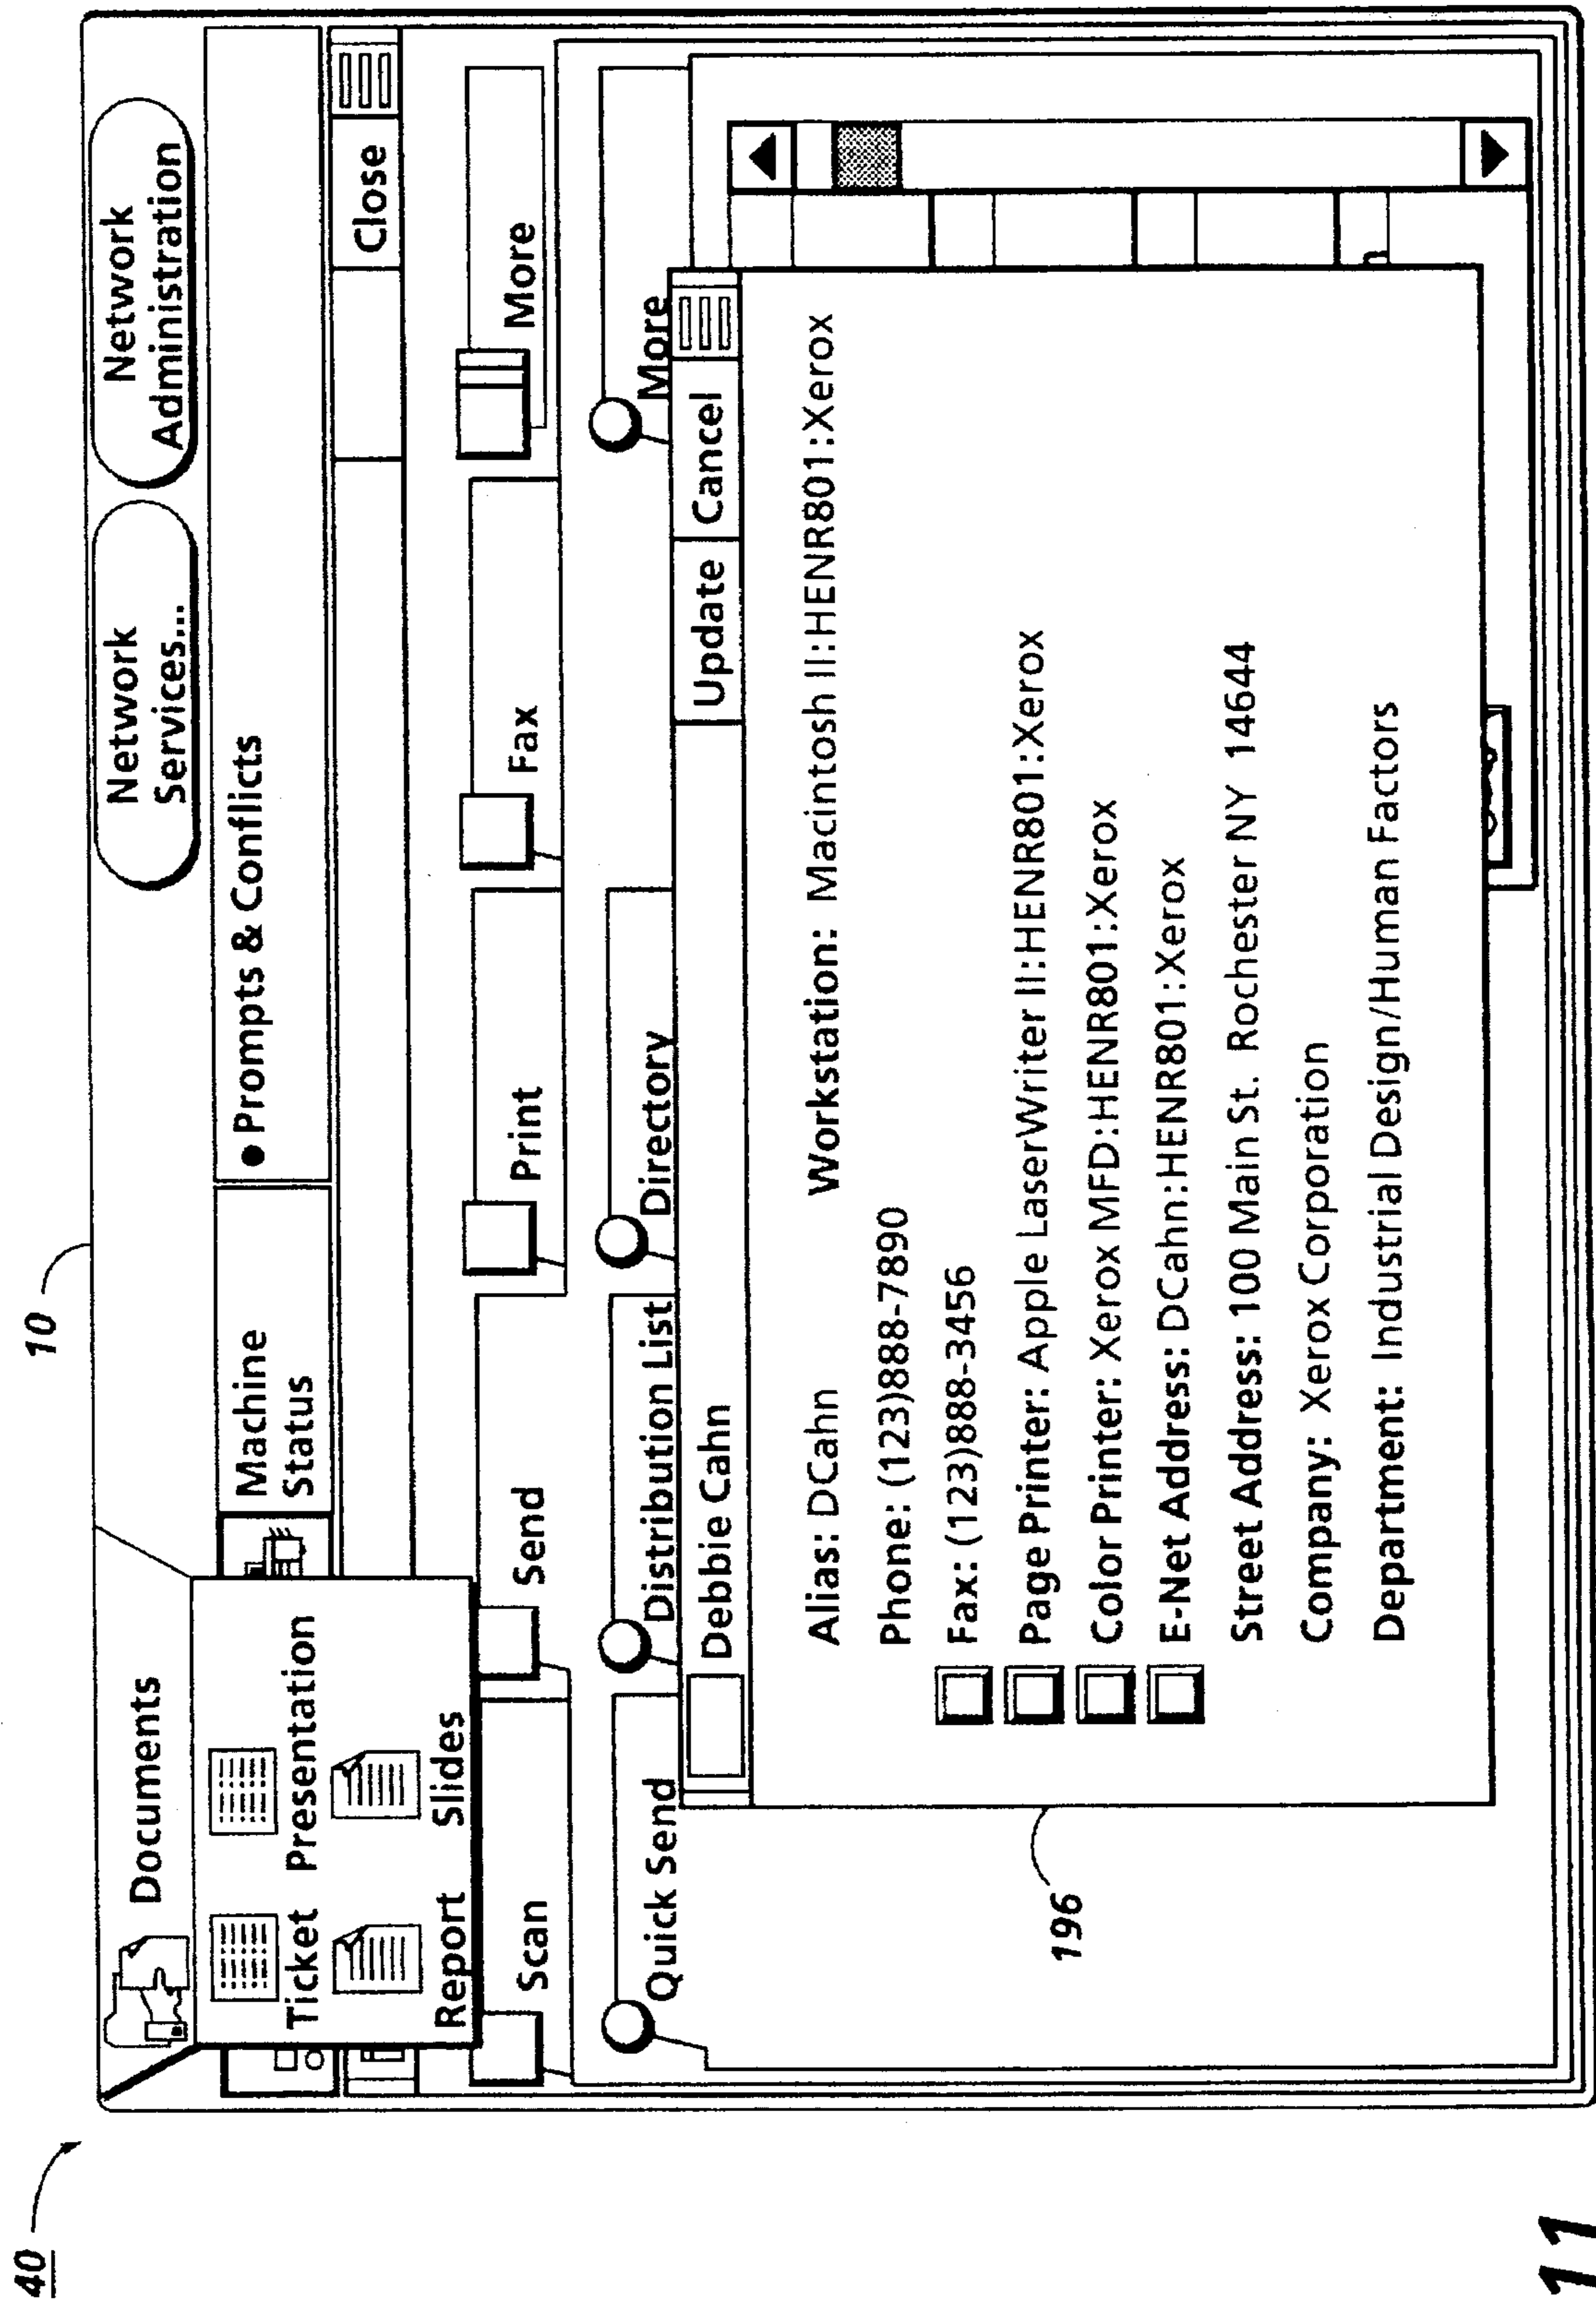 40
10
Documents
Network
Services...
Network
Administration
Ticket Presentation
Report Slides
Machine
Status
● Prompts & Conflicts
Close
Scan
Send
Print
Fax
More
Quick Send
Distribution List
Directory
More
Debbie Cahn
Update
Cancel
Alias: DCahn
Workstation: Macintosh II:HENR801:Xerox
Phone: (123)888-7890
Fax: (123)888-3456
Page Printer: Apple LaserWriter II:HENR801:Xerox
Color Printer: Xerox MFD:HENR801:Xerox
E-Net Address: DCahn:HENR801:Xerox
Street Address: 100 Main St. Rochester NY 14644
Company: Xerox Corporation
Department: Industrial Design/Human Factors
196
11